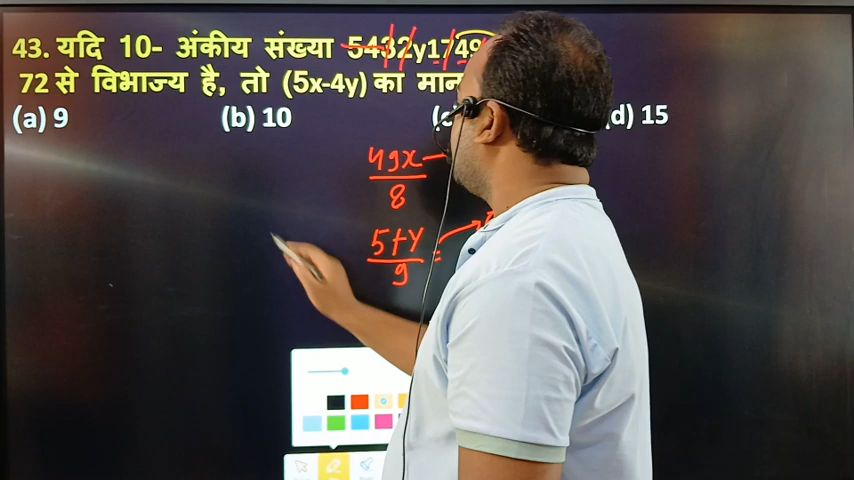 43. यदि 10- अंकीय संख्या 5432y1749
72 से विभाज्य है, तो (5x-4y) का मान
(a) 9 (b) 10 (d) 15
49x
8
5+y
9
=